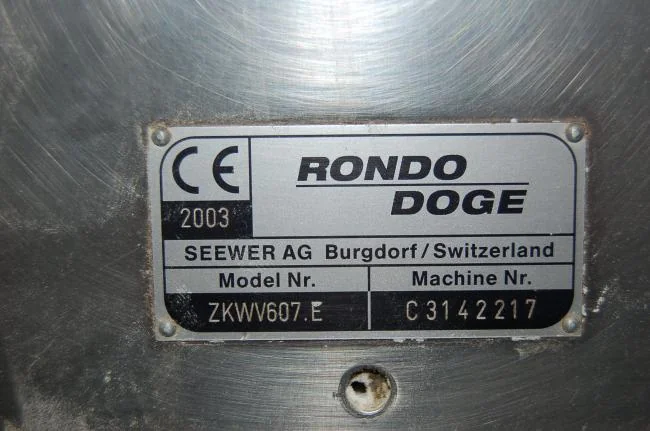 CE
RONDO
DOGE
2003
SEEWER AG Burgdorf/Switzerland
Model Nr. Machine Nr.
ZKWV607.E C3142217